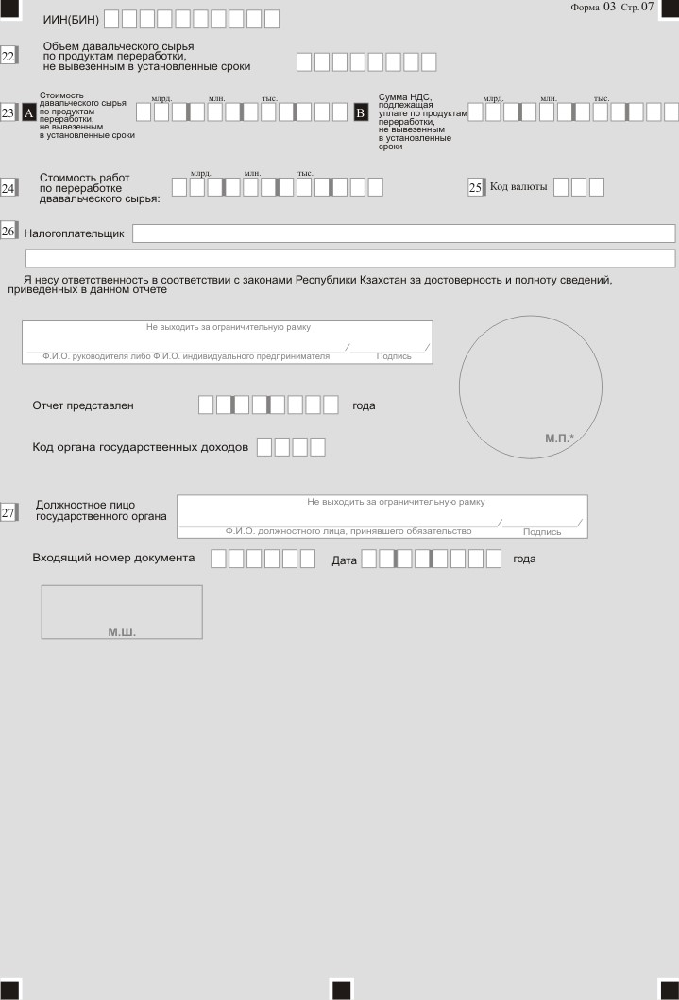 Форма 03 Стр. 07
ИИН(БИН)
22
Объем давальческого сырья
по продуктам переработки,
не вывезенным в установленные сроки
23
A
Стоимость
давальческого сырья
по продуктам
переработки,
не вывезенным
в установленные сроки
млрд. млн. тыс.
B
Сумма НДС,
подлежащая
уплате по продуктам
переработки,
не вывезенным
в установленные
сроки
млрд. млн. тыс.
24
Стоимость работ
по переработке
двавальческого сырья:
млрд. млн. тыс.
25 Код валюты
26 Налогоплательщик
Я несу ответственность в соответствии с законами Республики Кзахстан за достоверность и полноту сведений,
приведенных в данном отчете
Не выходить за ограничительную рамку
/ /
Ф.И.О. руководителя либо Ф.И.О. индивидуального предпринимателя Подпись
Отчет представлен года
М.П.*
Код органа государственных доходов
27
Должностное лицо
государственного органа
Не выходить за ограничительную рамку
/ /
Ф.И.О. должностного лица, принявшего обязательство Подпись
Входящий номер документа Дата года
М.Ш.